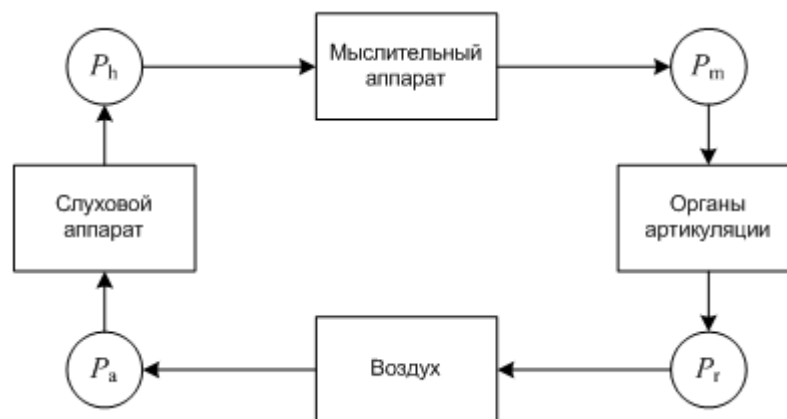 P_h
Мыслительный
аппарат
P_m
Слуховой
аппарат
Органы
артикуляции
P_a
Воздух
P_r